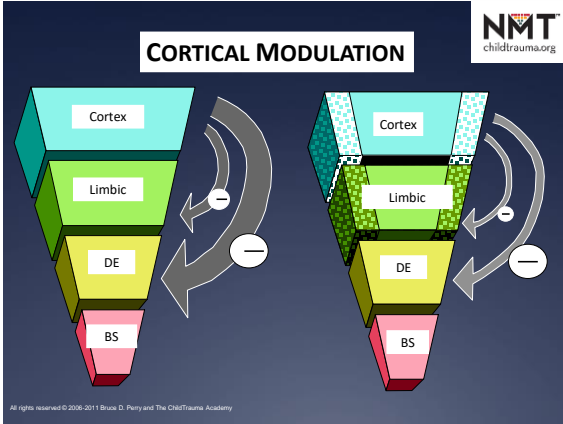 NMT™
childtrauma.org
CORTICAL MODULATION
Cortex
Limbic
DE
BS
Cortex
Limbic
DE
BS
All rights reserved © 2006-2011 Bruce D. Perry and The ChildTrauma Academy